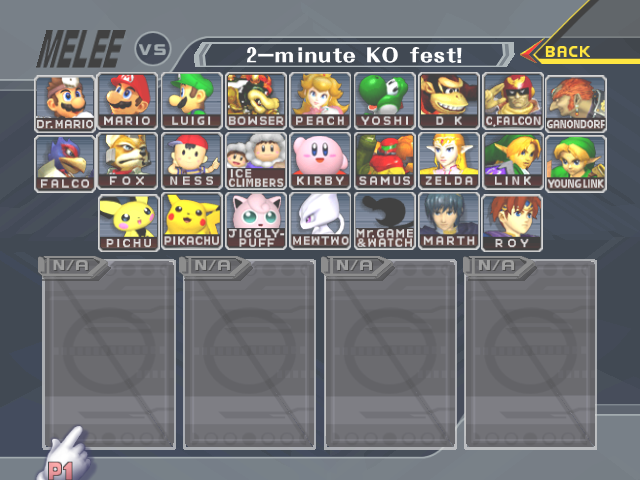 MELEE VS 2-minute KO fest! BACK
Dr.MARIO MARIO LUIGI BOWSER PEACH YOSHI D K C.FALCON GANONDORF
FALCO FOX NESS ICE CLIMBERS KIRBY SAMUS ZELDA LINK YOUNG LINK
PICHU PIKACHU JIGGLY-PUFF MEWTWO Mr.GAME & WATCH MARTH ROY
N/A N/A N/A N/A
P1